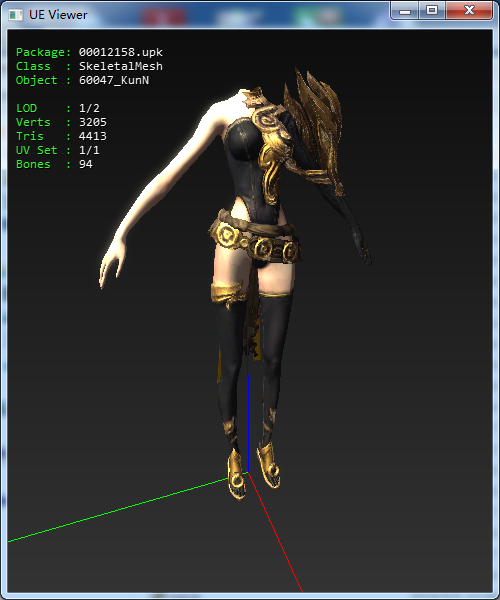 UE Viewer
Package: 00012158.upk
Class : SkeletalMesh
Object : 60047_KunN
LOD : 1/2
Verts : 3205
Tris : 4413
UV Set : 1/1
Bones : 94